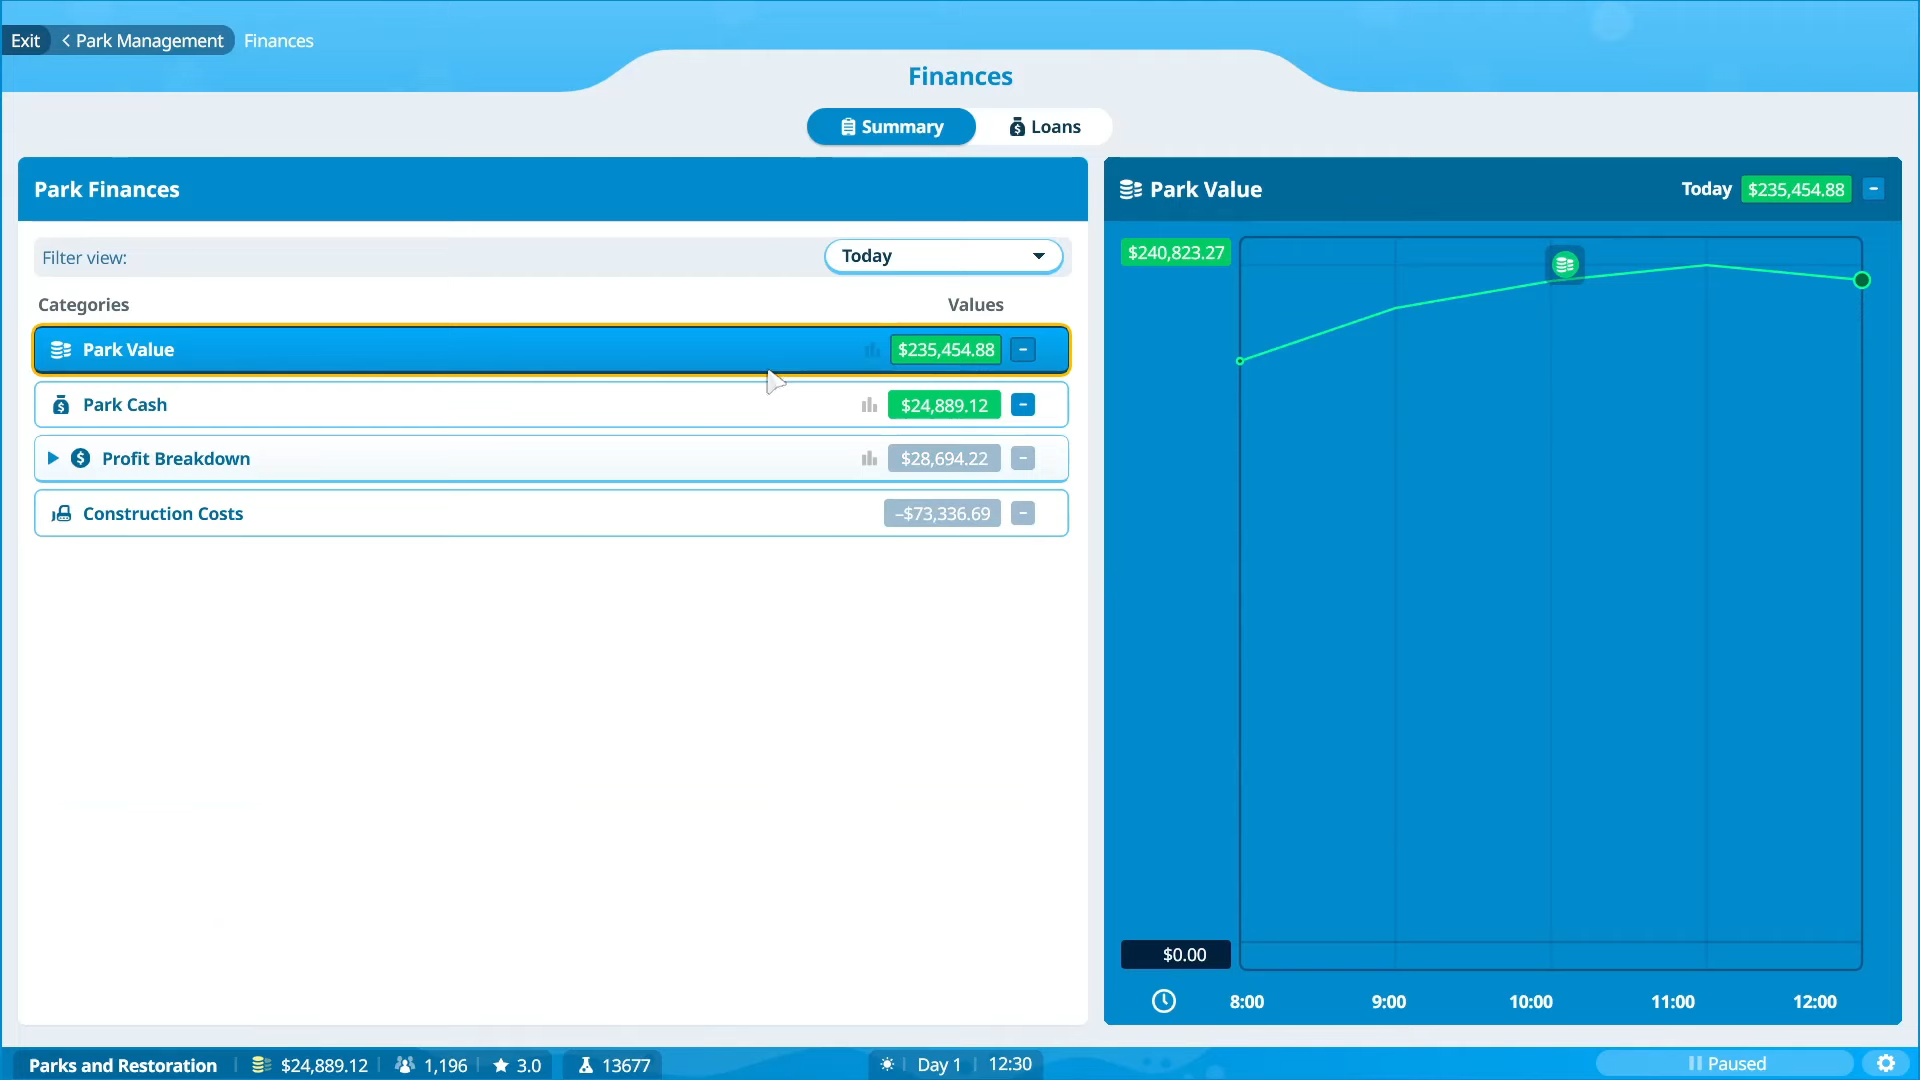 Exit
Park Management
Finances
Finances
Summary
Loans
Park Finances
Filter view:
Today
Categories
Values
Park Value
$235,454.88
Park Cash
$24,889.12
Profit Breakdown
$28,694.22
Construction Costs
–$73,336.69
Park Value
Today
$235,454.88
$240,823.27
$0.00
8:00
9:00
10:00
11:00
12:00
Parks and Restoration
$24,889.12
1,196
3.0
13677
Day 1
12:30
Paused